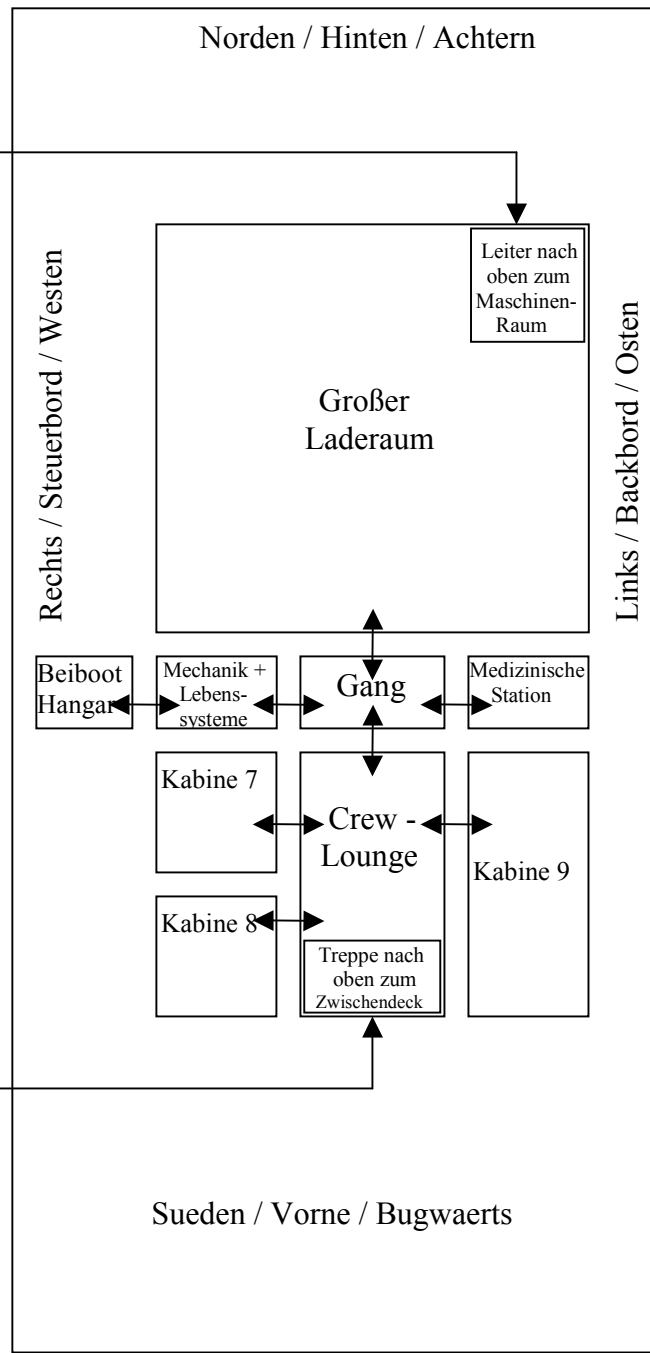 Norden / Hinten / Achtern
Leiter nach
oben zum
Maschinen-
Raum
Rechts / Steuerbord / Westen
Links / Backbord / Osten
Großer
Laderaum
Beiboot
Hangar
Mechanik +
Lebens-
systeme
Gang
Medizinische
Station
Kabine 7
Crew -
Lounge
Kabine 9
Kabine 8
Treppe nach
oben zum
Zwischendeck
Sueden / Vorne / Bugwaerts